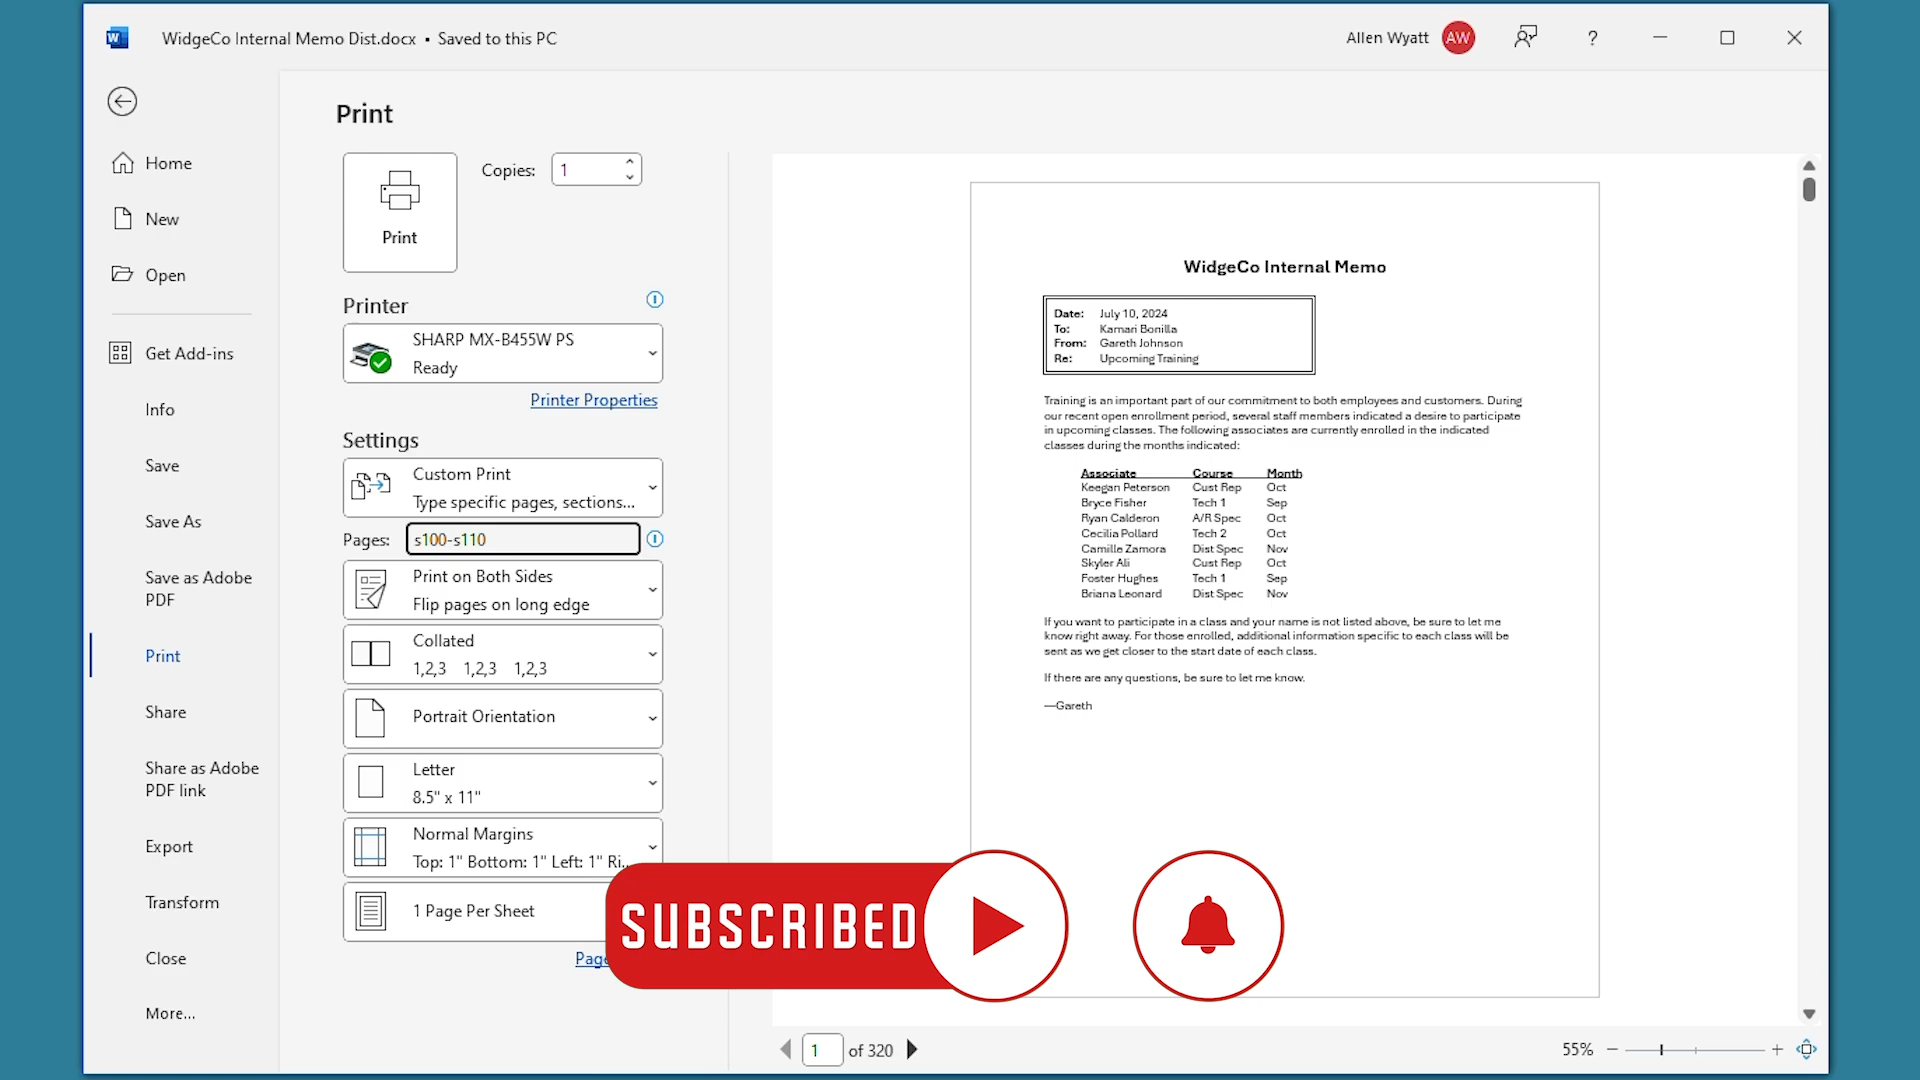 WidgeCo Internal Memo Dist.docx • Saved to this PC
Allen Wyatt AW ?
Home
New
Open
Get Add-ins
Info
Save
Save As
Save as Adobe
PDF
Print
Share
Share as Adobe
PDF link
Export
Transform
Close
More...
Print
Print
Copies: 1
Printer
SHARP MX-B455W PS
Ready
Printer Properties
Settings
Custom Print
Type specific pages, sections...
Pages: s100-s110
Print on Both Sides
Flip pages on long edge
Collated
1,2,3 1,2,3 1,2,3
Portrait Orientation
Letter
8.5" x 11"
Normal Margins
Top: 1" Bottom: 1" Left: 1" Ri...
1 Page Per Sheet
WidgeCo Internal Memo
Date: July 10, 2024
To: Kamari Bonilla
From: Gareth Johnson
Re: Upcoming Training
Training is an important part of our commitment to both employees and customers. During
our recent open enrollment period, several staff members indicated a desire to participate
in upcoming classes. The following associates are currently enrolled in the indicated
classes during the months indicated:
Associate Course Month
Keegan Peterson Cust Rep Oct
Bryce Fisher Tech 1 Sep
Ryan Calderon A/R Spec Oct
Cecilia Pollard Tech 2 Oct
Camille Zamora Dist Spec Nov
Skyler Ali Cust Rep Oct
Foster Hughes Tech 1 Sep
Briana Leonard Dist Spec Nov
If you want to participate in a class and your name is not listed above, be sure to let me
know right away. For those enrolled, additional information specific to each class will be
sent as we get closer to the start date of each class.
If there are any questions, be sure to let me know.
—Gareth
SUBSCRIBED
1 of 320
55%